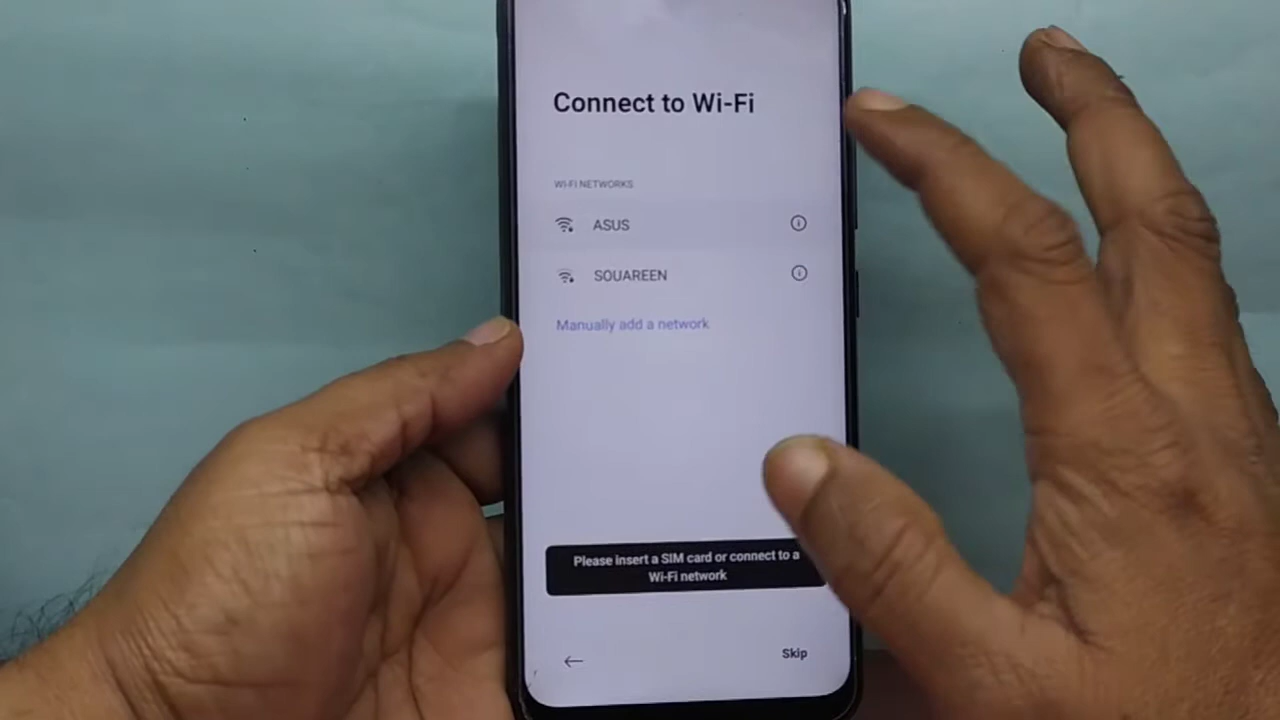 Connect to Wi-Fi
WI-FI NETWORKS
ASUS
SOUAREEN
Manually add a network
Please insert a SIM card or connect to a
Wi-Fi network
Skip